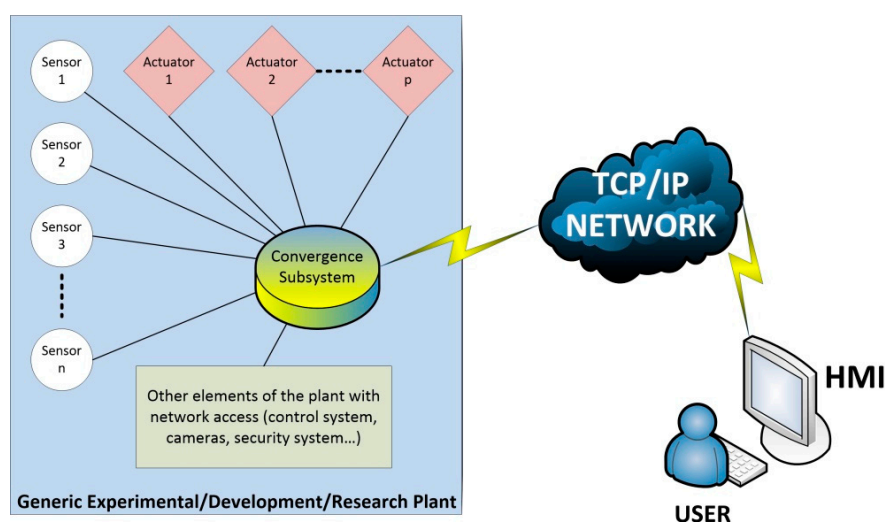 Sensor
1
Actuator
1
Actuator
2
Actuator
p
Sensor
2
Sensor
3
Sensor
n
Convergence
Subsystem
Other elements of the plant with
network access (control system,
cameras, security system…)
Generic Experimental/Development/Research Plant
TCP/IP
NETWORK
HMI
USER